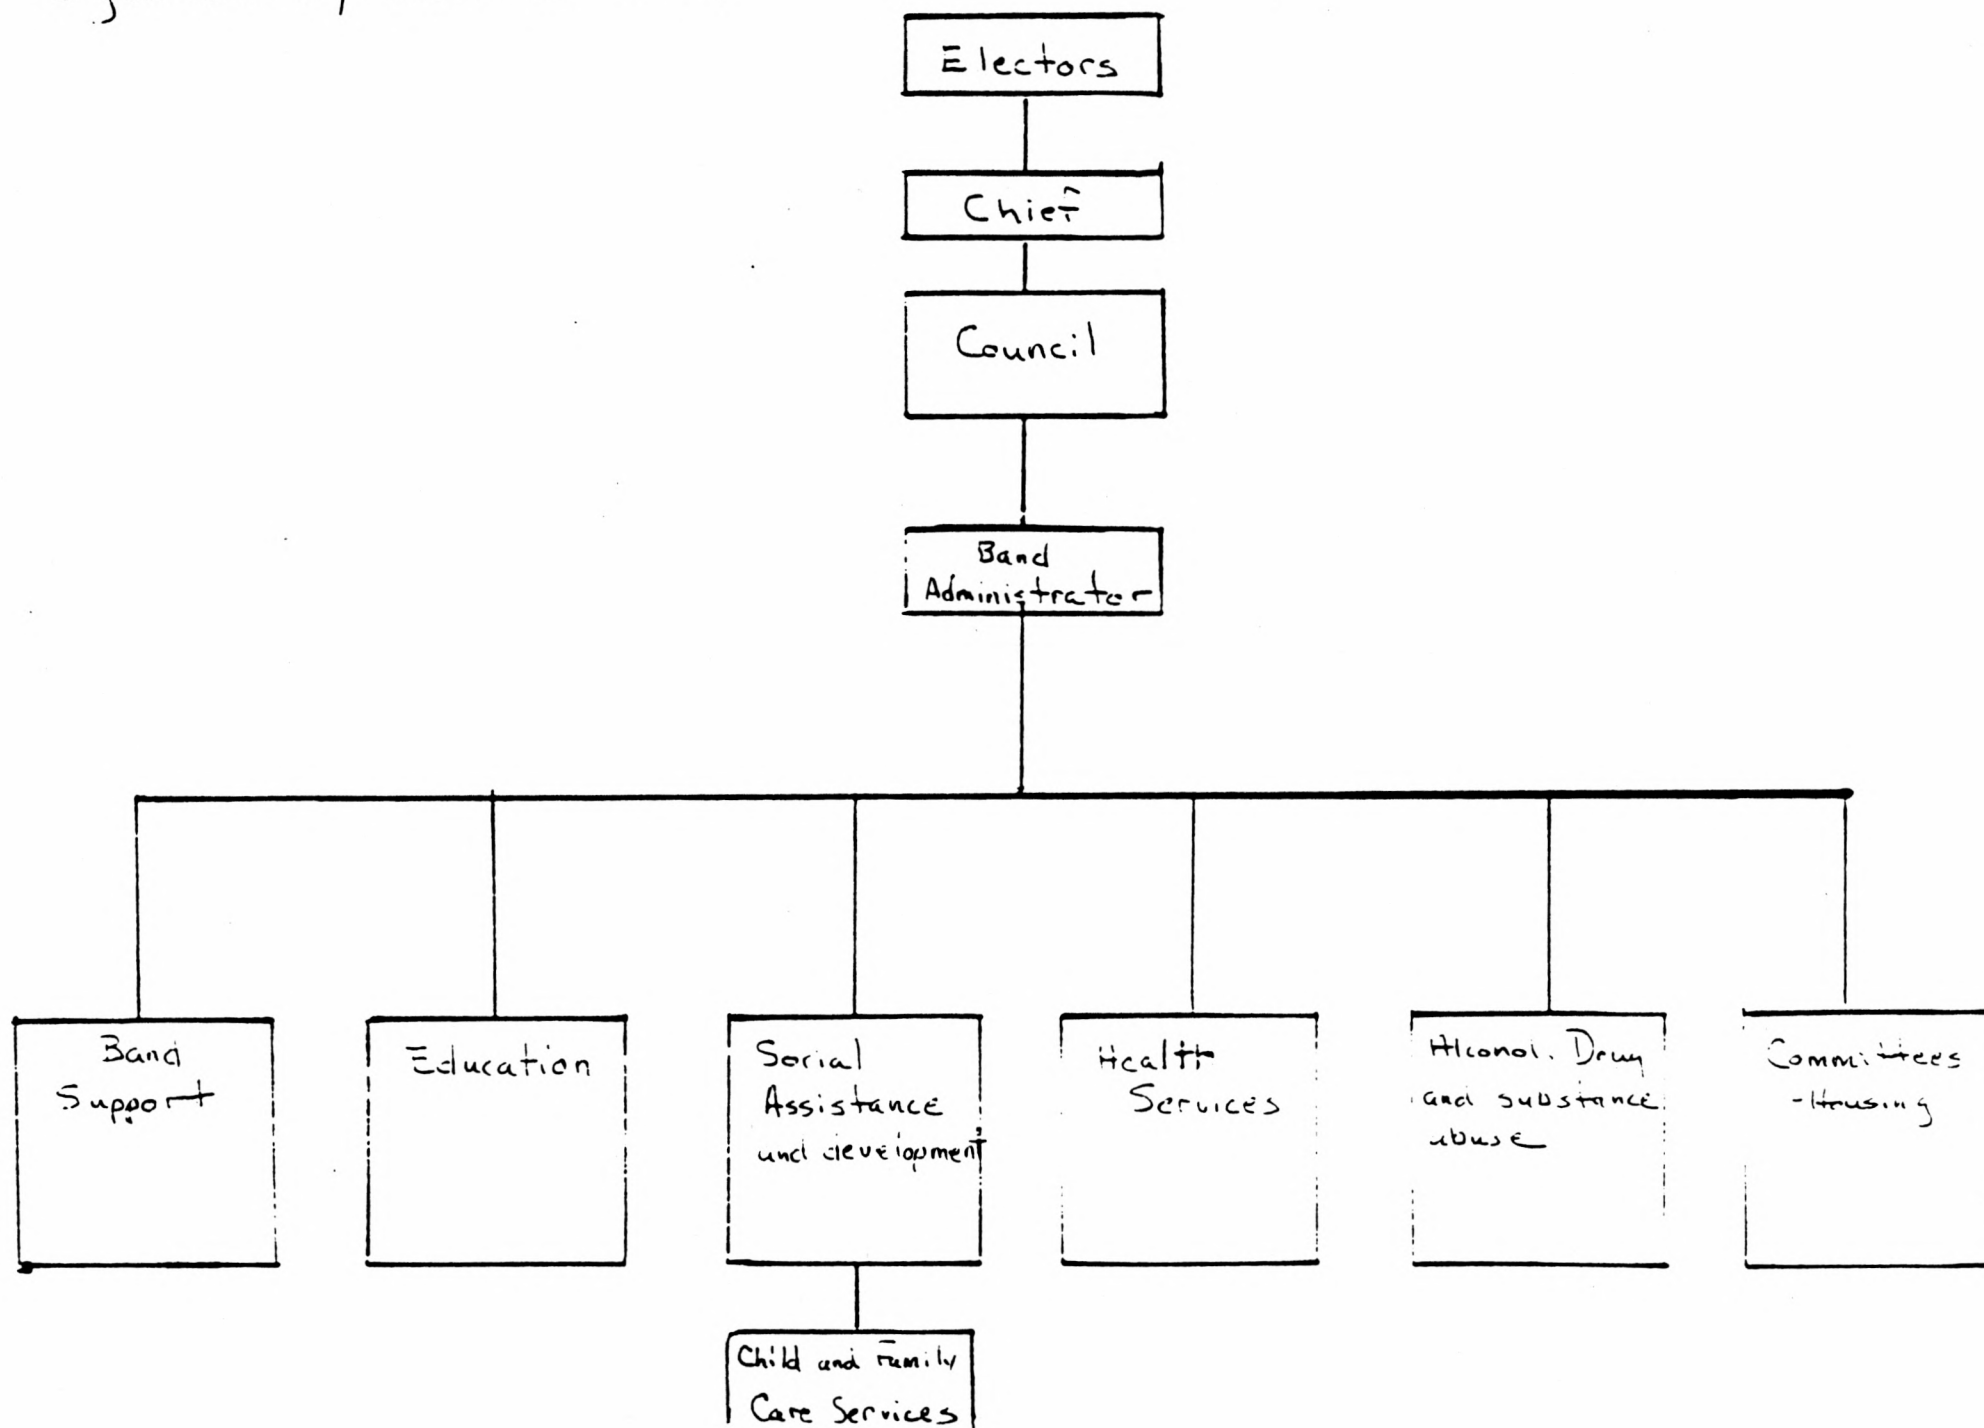 Electors
Chief
Council
Band
Administrator
Band
Support
Education
Social
Assistance
and development
Health
Services
Alcohol, Drug
and substance
abuse
Committees
- Housing
Child and Family
Care Services